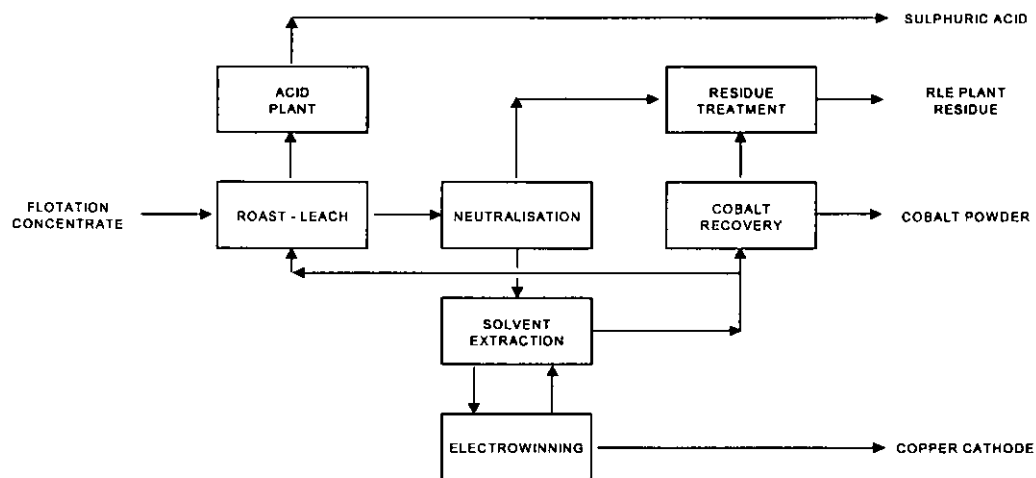 SULPHURIC ACID
ACID
PLANT
RESIDUE
TREATMENT
RLE PLANT
RESIDUE
FLOTATION
CONCENTRATE
ROAST - LEACH
NEUTRALISATION
COBALT
RECOVERY
COBALT POWDER
SOLVENT
EXTRACTION
ELECTROWINNING
COPPER CATHODE